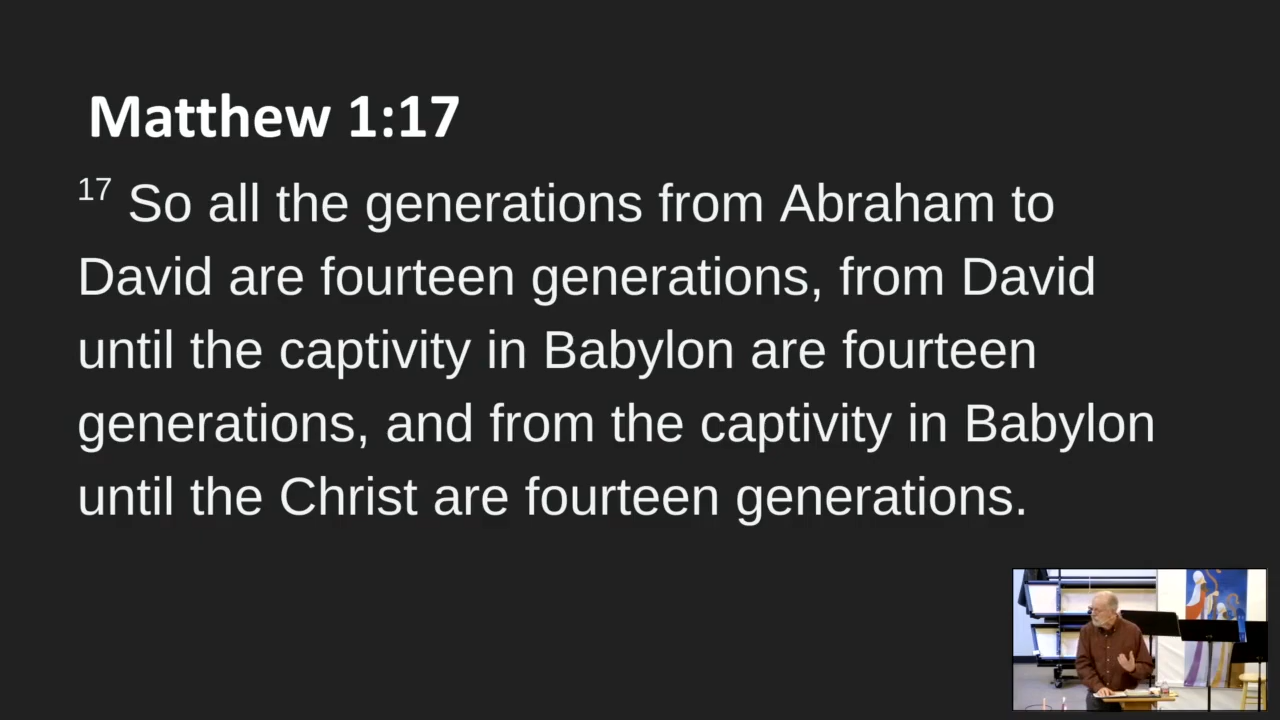 Matthew 1:17
17 So all the generations from Abraham to
David are fourteen generations, from David
until the captivity in Babylon are fourteen
generations, and from the captivity in Babylon
until the Christ are fourteen generations.